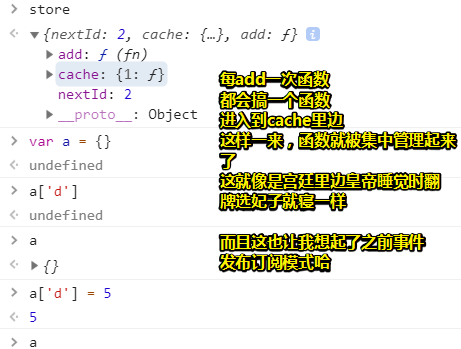 store
{nextId: 2, cache: {…}, add: ƒ} i
add: ƒ (fn)
cache: {1: ƒ}
nextId: 2
__proto__: Object
每add一次函数
都会搞一个函数
进入到cache里边
这样一来，函数就被集中管理起来
了
这就像是宫廷里边皇帝睡觉时翻
牌选妃子就寝一样
var a = {}
undefined
a['d']
undefined
a
{}
而且这也让我想起了之前事件
发布订阅模式哈
a['d'] = 5
5
a